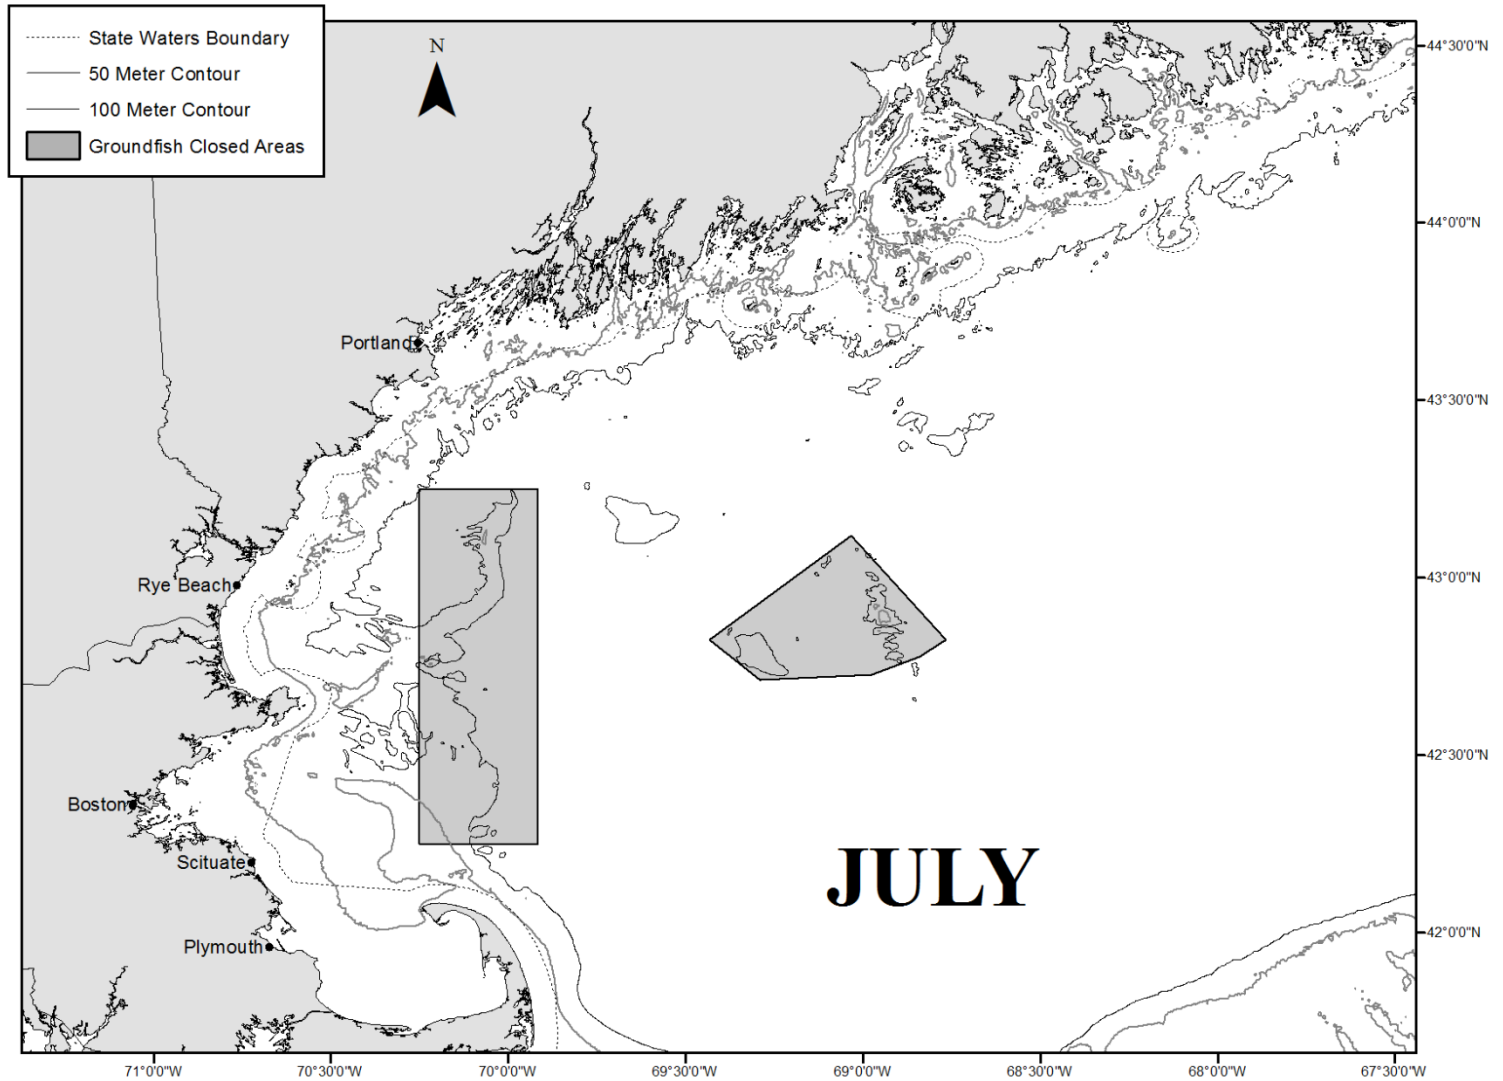 State Waters Boundary
50 Meter Contour
100 Meter Contour
Groundfish Closed Areas
N
44°30'0"N
44°0'0"N
Portland
43°30'0"N
Rye Beach
43°0'0"N
42°30'0"N
Boston
Scituate
JULY
Plymouth
42°0'0"N
71°0'0"W
70°30'0"W
70°0'0"W
69°30'0"W
69°0'0"W
68°30'0"W
68°0'0"W
67°30'0"W